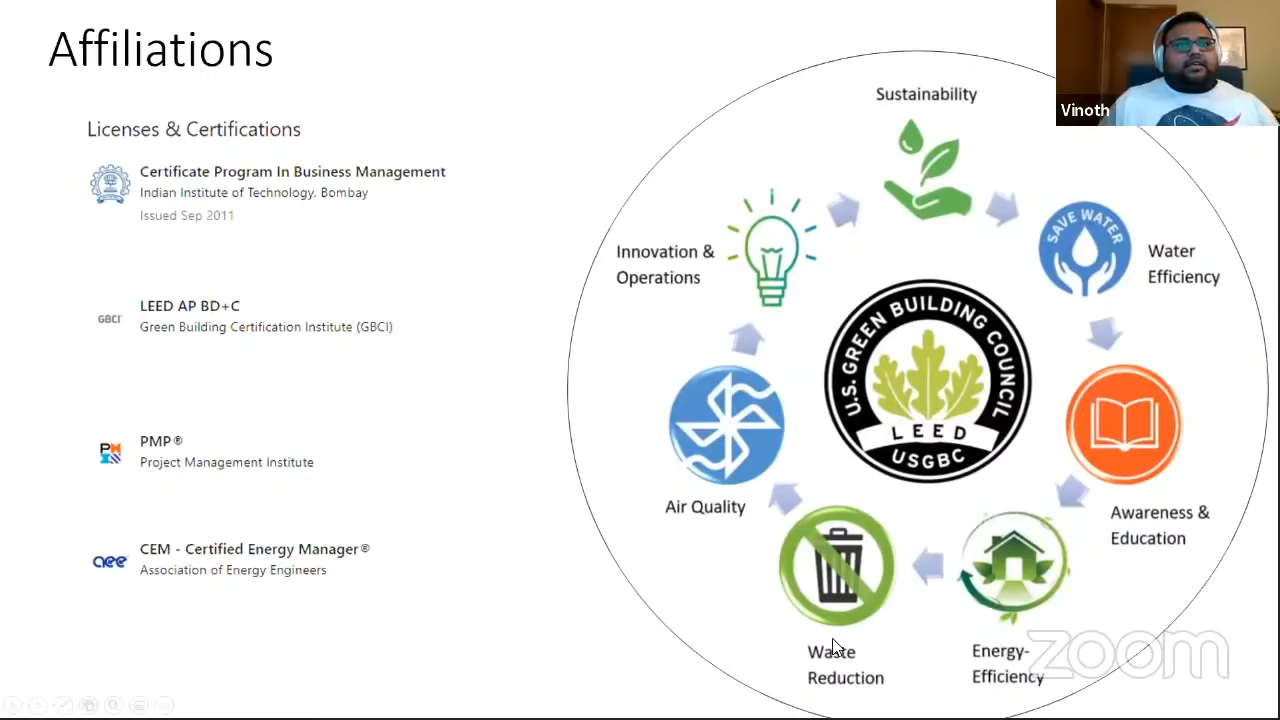 Affiliations
Vinoth
Licenses & Certifications
Certificate Program In Business Management
Indian Institute of Technology, Bombay
Issued Sep 2011
GBCI
LEED AP BD+C
Green Building Certification Institute (GBCI)
PMP®
Project Management Institute
aee
CEM - Certified Energy Manager®
Association of Energy Engineers
Sustainability
SAVE WATER
Water
Efficiency
Awareness &
Education
Energy-
Efficiency
Waste
Reduction
Air Quality
Innovation &
Operations
U.S. GREEN BUILDING COUNCIL
LEED
USGBC
zoom